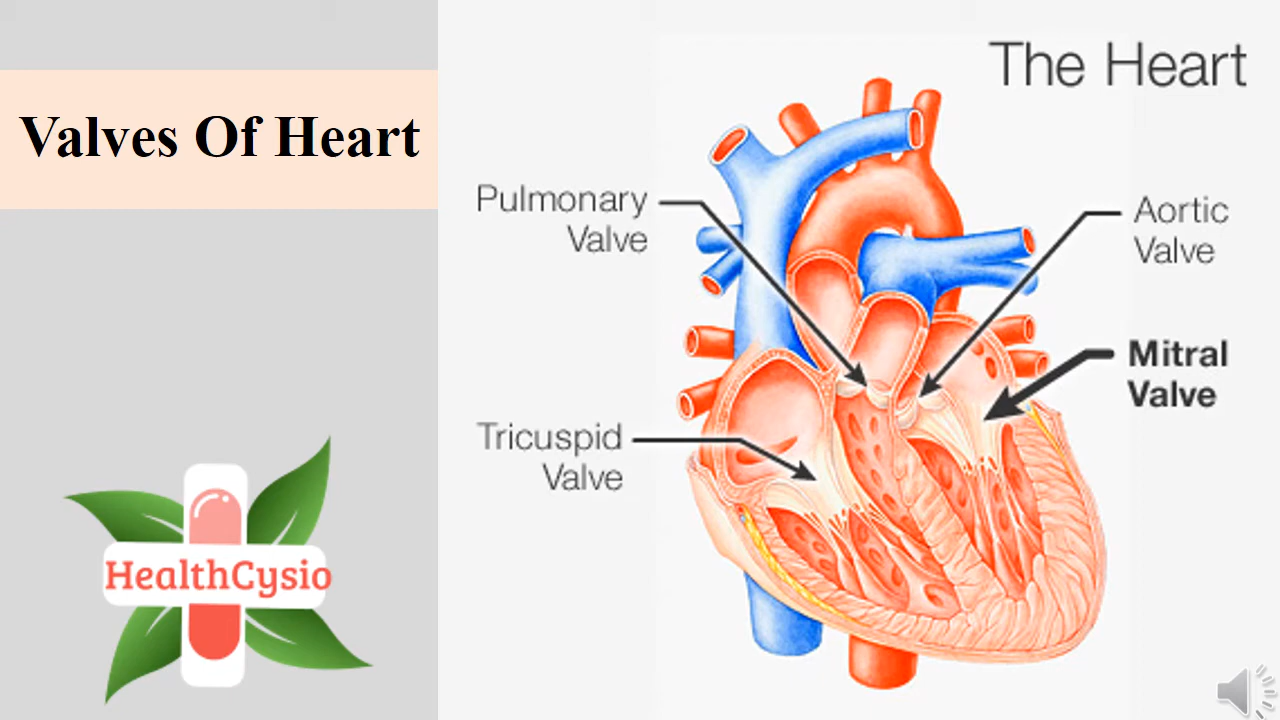 Valves Of Heart
The Heart
Pulmonary
Valve
Aortic
Valve
Mitral
Valve
Tricuspid
Valve
HealthCysio